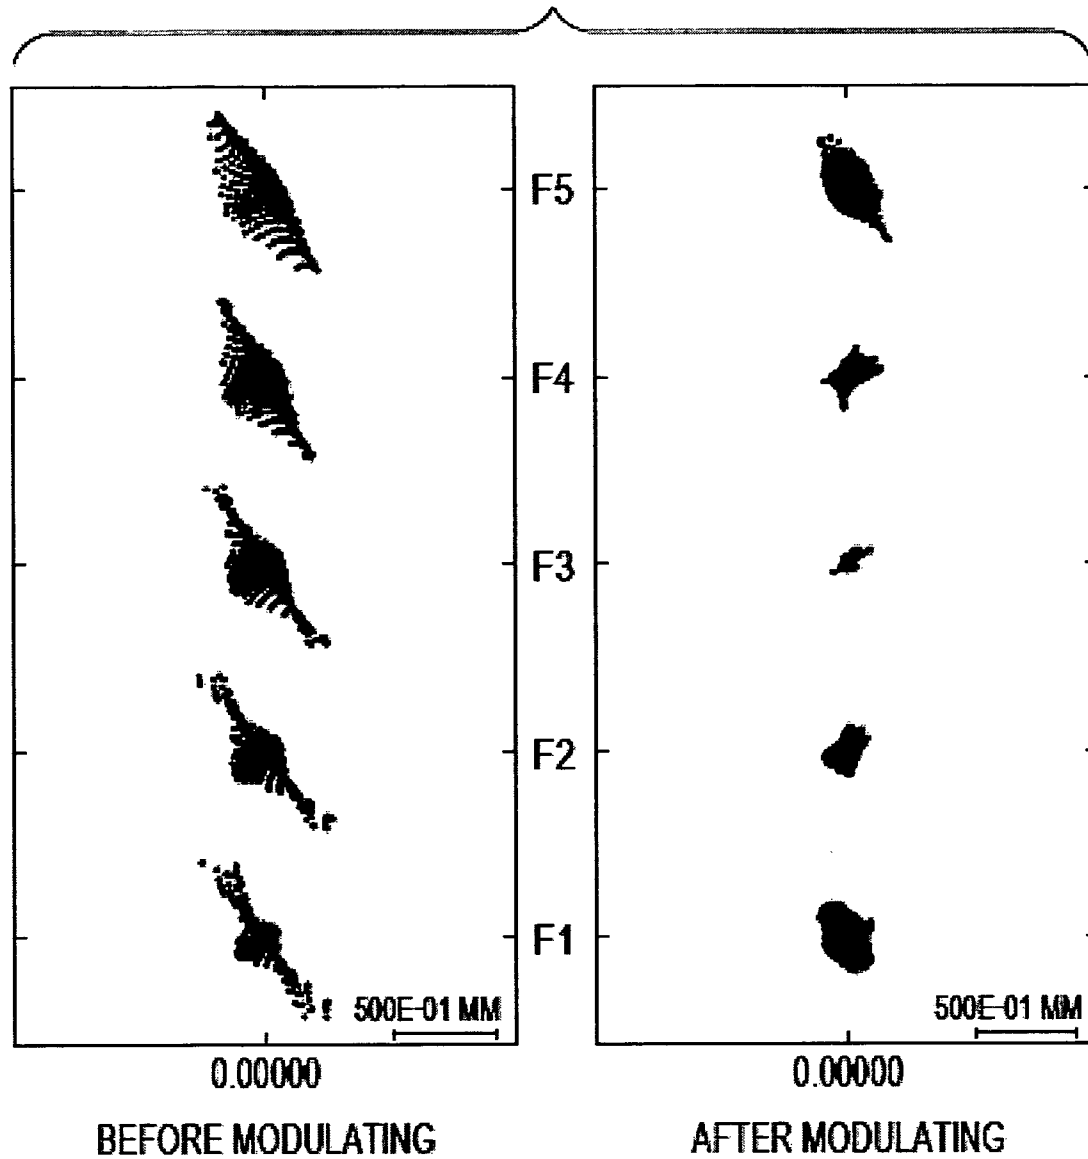 F5
F4
F3
F2
F1
500E-01 MM
500E-01 MM
0.00000
0.00000
BEFORE MODULATING
AFTER MODULATING